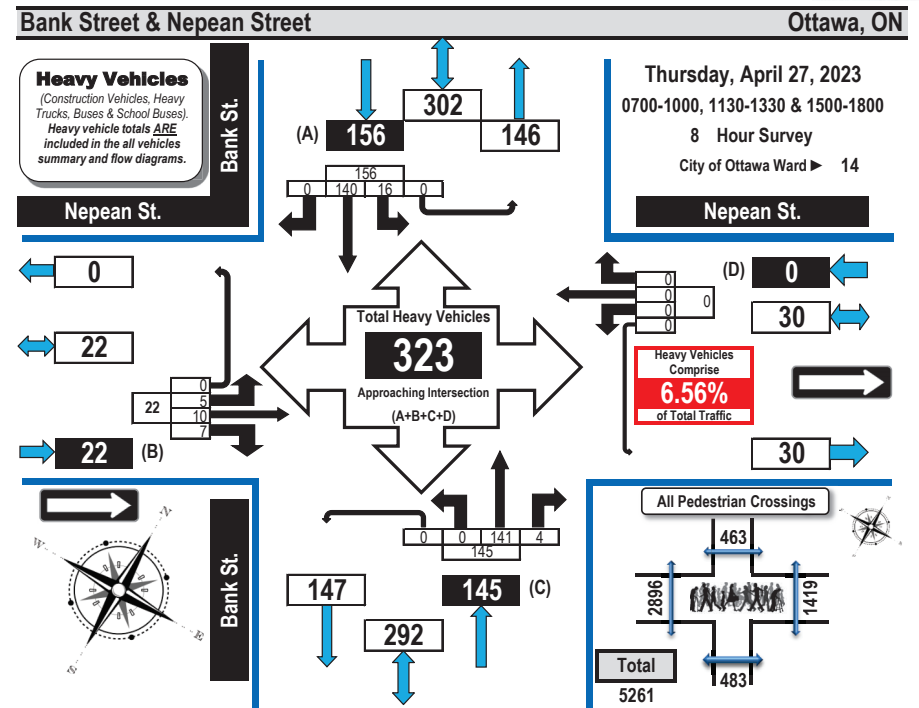 Bank Street & Nepean Street
Ottawa, ON
Heavy Vehicles
(Construction Vehicles, Heavy
Trucks, Buses & School Buses).
Heavy vehicle totals ARE
included in the all vehicles
summary and flow diagrams.
Bank St.
Nepean St.
302
(A) 156
146
156
0 140 16 0
Thursday, April 27, 2023
0700-1000, 1130-1330 & 1500-1800
8 Hour Survey
City of Ottawa Ward ► 14
Nepean St.
0
22
0
5
22
10
7
22 (B)
Total Heavy Vehicles
323
Approaching Intersection
(A+B+C+D)
0
0
0
0
0
(D) 0
30
Heavy Vehicles
Comprise
6.56%
of Total Traffic
30
N
W
E
S
Bank St.
0 0 141 4
145
147
145 (C)
292
All Pedestrian Crossings
463
2896
1419
483
Total
5261